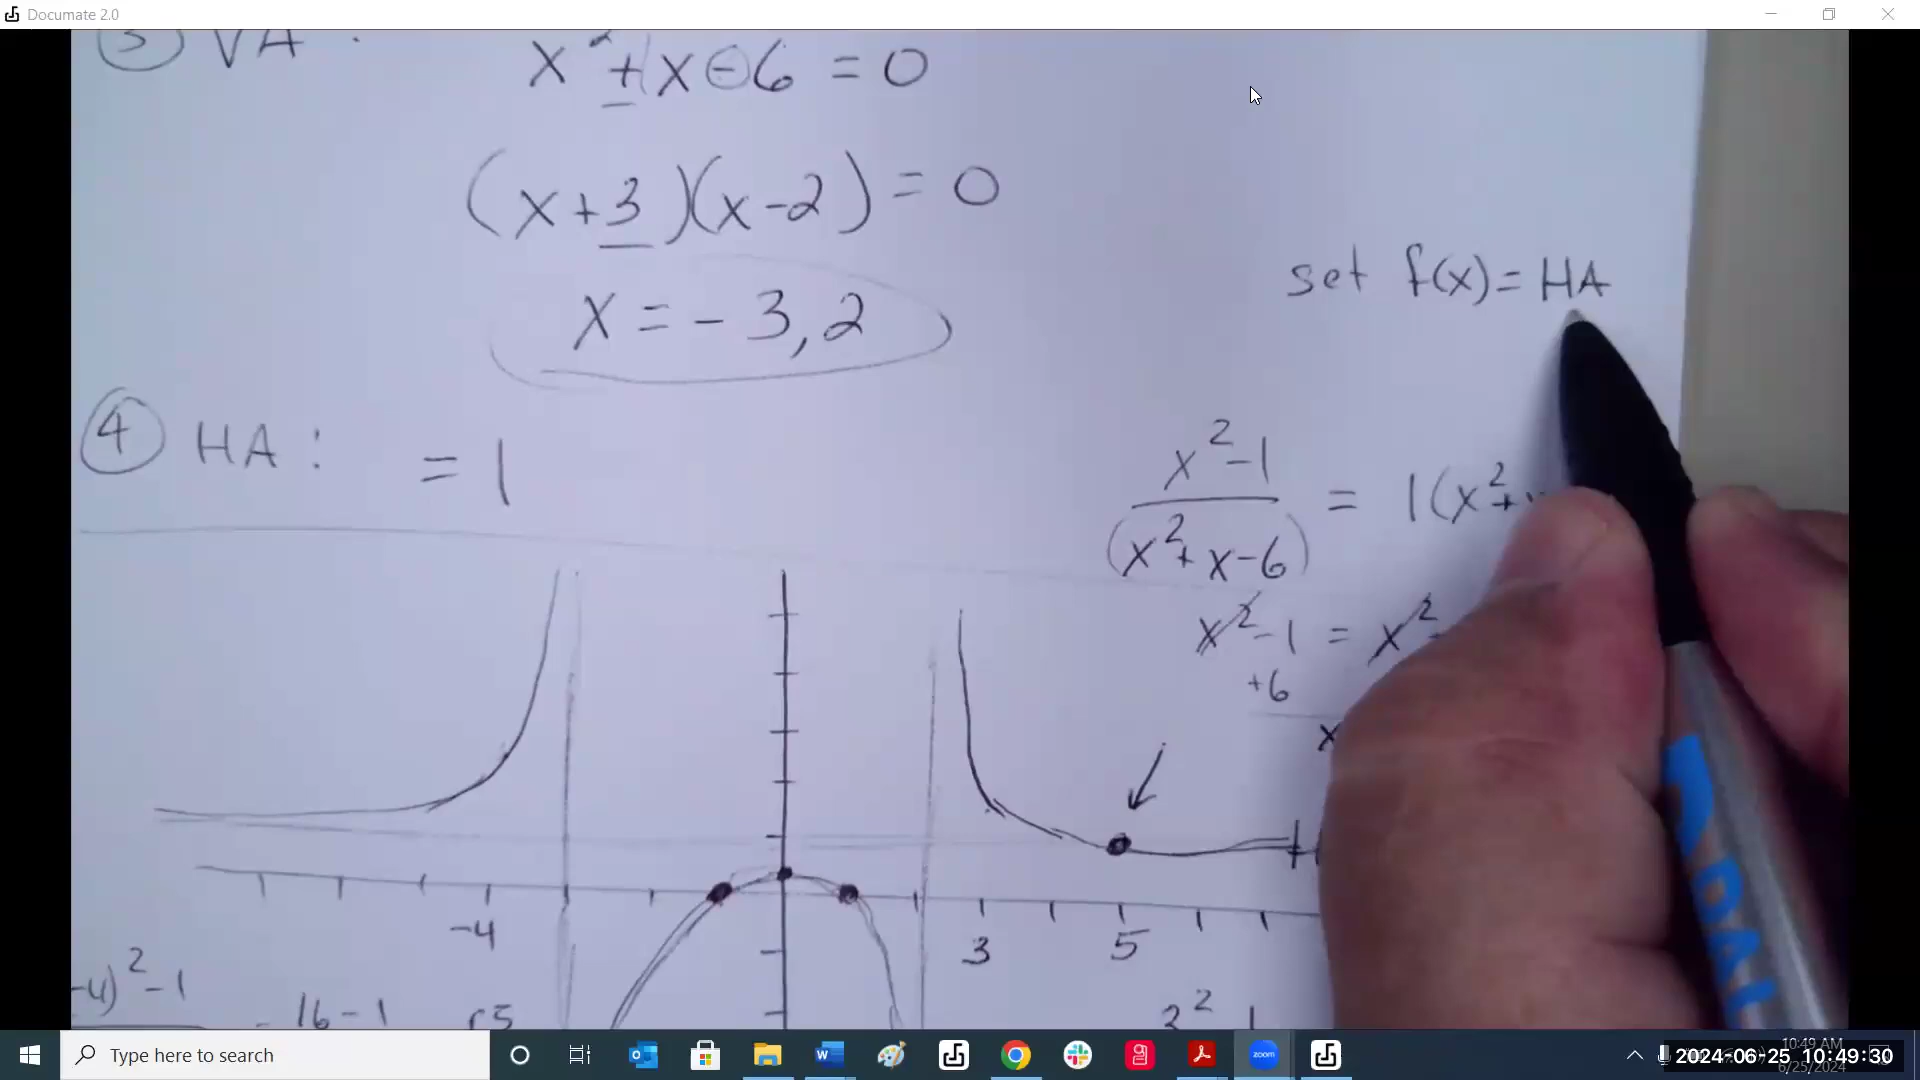 Documate 2.0
③ VA :
x² + x - 6 = 0
(x+3)(x-2) = 0
x = -3, 2
set f(x) = HA
④ HA : = 1
x² - 1
(x² + x - 6)
= 1(x² +
x² - 1 = x²
+6
x
-4
3
5
-4)² - 1
16 - 1
Type here to search
10:49 AM
6/25/2024
2024-06-25 10:49:30
zoom